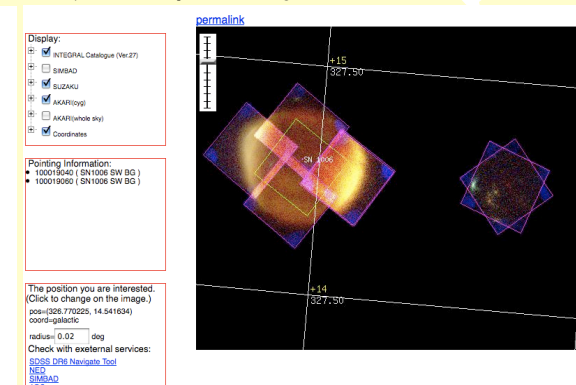 permalink
Display:
INTEGRAL Catalogue (Ver.27)
SIMBAD
SUZAKU
AKARI(cyg)
AKARI(whole sky)
Coordinates
Pointing Information:
100019040 ( SN1006 SW BG )
100019060 ( SN1006 SW BG )
The position you are interested.
(Click to change on the image.)
pos=(326.770225, 14.541634)
coord=galactic
radius= 0.02 deg
Check with exeternal services:
SDSS DR6 Navigate Tool
NED
SIMBAD
+15
327.50
SN 1006
+14
327.50